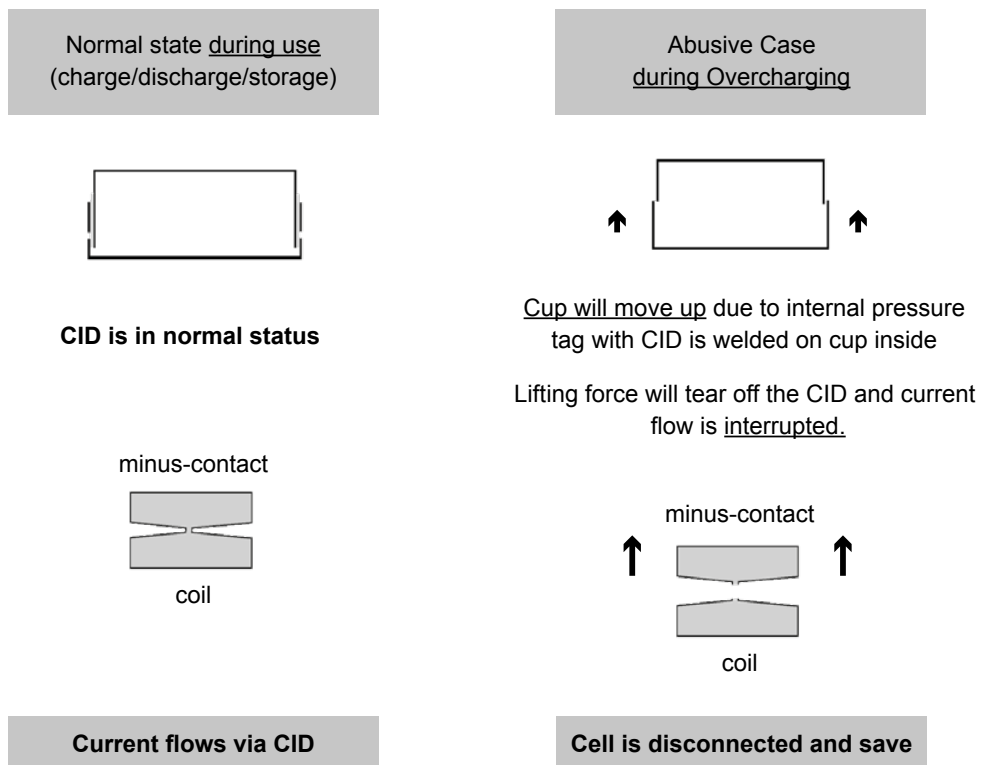 Normal state during use
(charge/discharge/storage)
CID is in normal status
minus-contact
coil
Current flows via CID
Abusive Case
during Overcharging
Cup will move up due to internal pressure
tag with CID is welded on cup inside
Lifting force will tear off the CID and current
flow is interrupted.
minus-contact
coil
Cell is disconnected and save